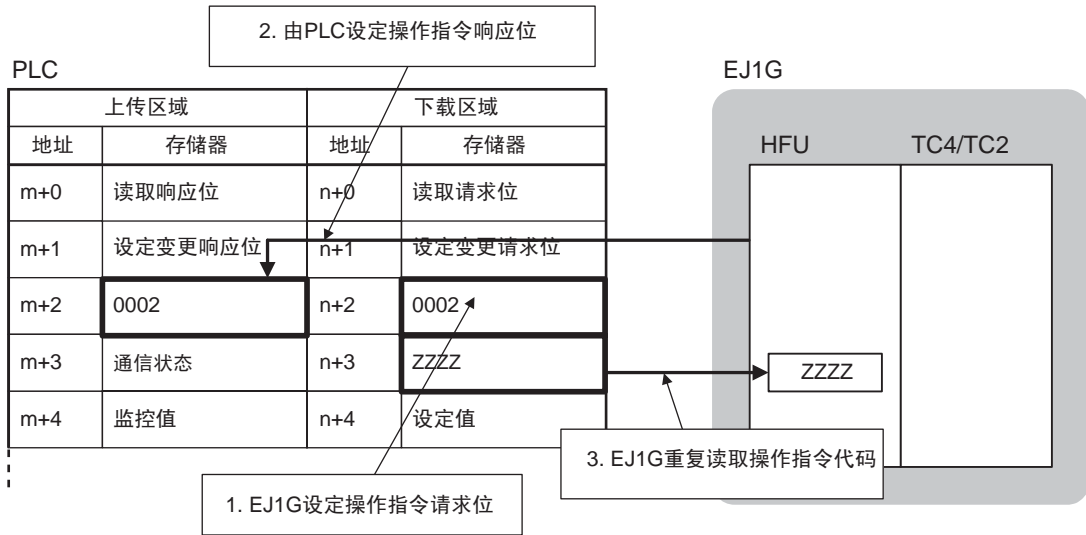 2. 由PLC设定操作指令响应位
PLC
EJ1G
上传区域 下载区域
地址 存储器 地址 存储器
HFU TC4/TC2
m+0 读取响应位 n+0 读取请求位
m+1 设定变更响应位 n+1 设定变更请求位
m+2 0002 n+2 0002
m+3 通信状态 n+3 ZZZZ
ZZZZ
m+4 监控值 n+4 设定值
3. EJ1G重复读取操作指令代码
1. EJ1G设定操作指令请求位